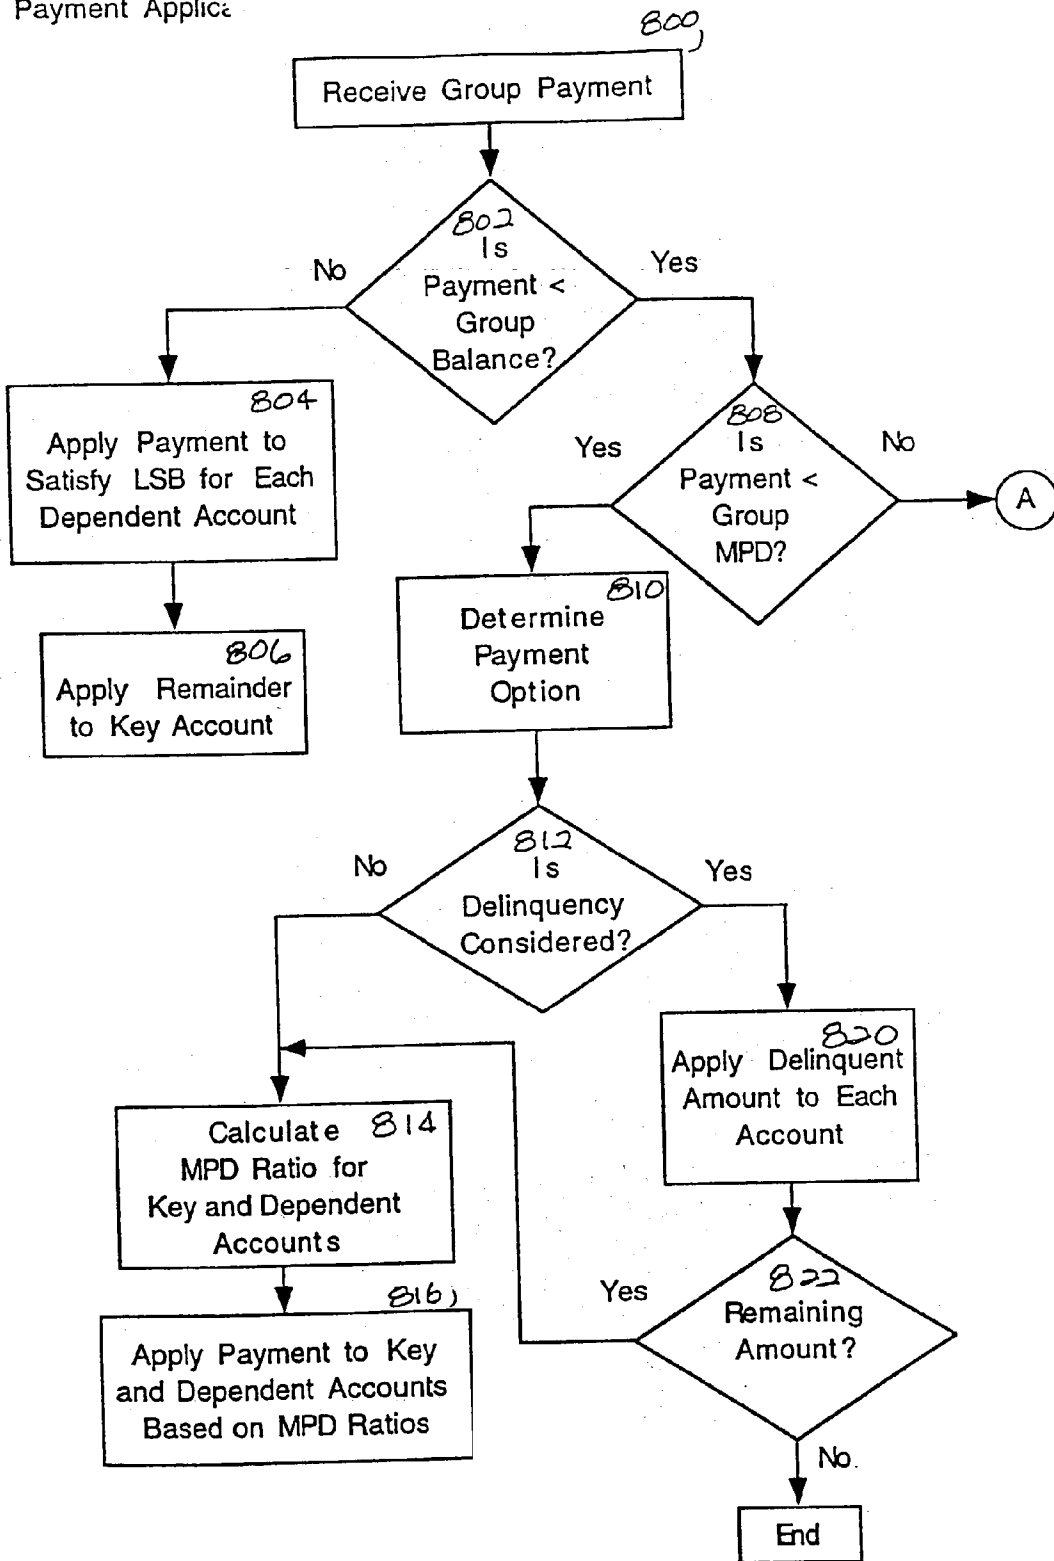 Payment
800
Receive Group Payment
802
Is
Payment <
Group
Balance?
No
Yes
804
Apply Payment to
Satisfy LSB for Each
Dependent Account
808
Is
Payment <
Group
MPD?
Yes
No
A
806
Apply Remainder
to Key Account
810
Determine
Payment
Option
812
Is
Delinquency
Considered?
No
Yes
820
Apply Delinquent
Amount to Each
Account
814
Calculate
MPD Ratio for
Key and Dependent
Accounts
822
Remaining
Amount?
Yes
No.
816
Apply Payment to Key
and Dependent Accounts
Based on MPD Ratios
End